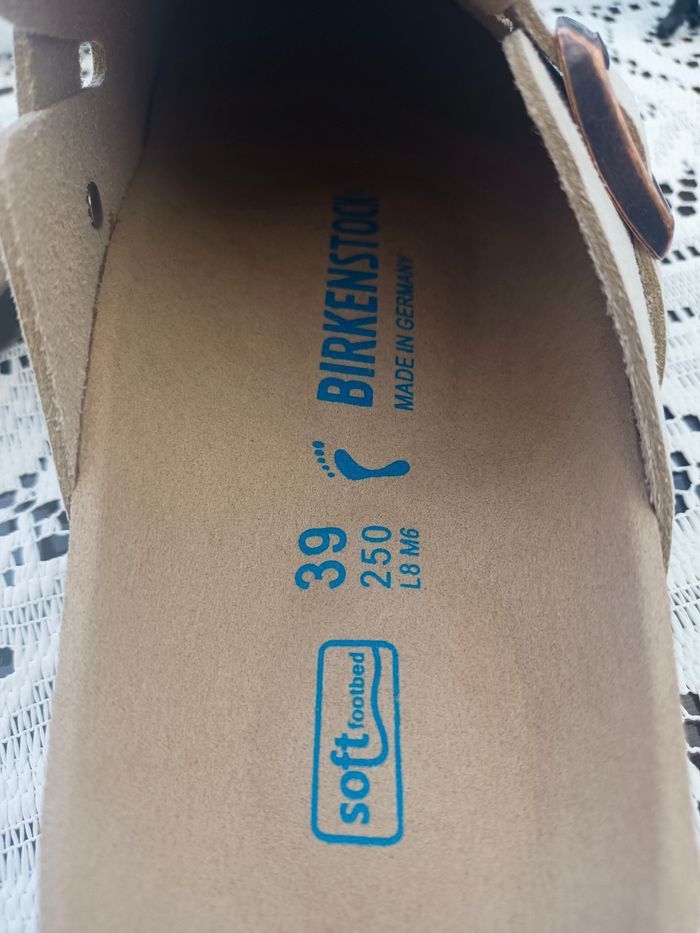 BIRKENSTOCK®
MADE IN GERMANY
39
250
L8 M6
soft footbed